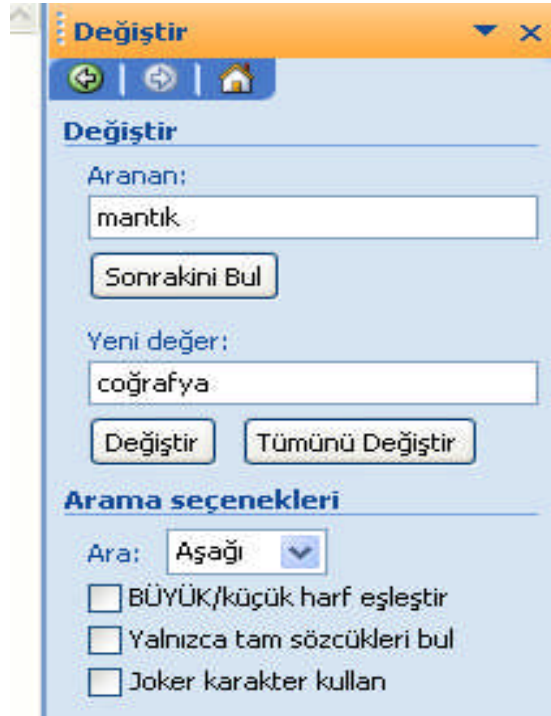 Değiştir
Değiştir
Aranan:
mantık
Sonrakini Bul
Yeni değer:
coğrafya
Değiştir Tümünü Değiştir
Arama seçenekleri
Ara: Aşağı
BÜYÜK/küçük harf eşleştir
Yalnızca tam sözcükleri bul
Joker karakter kullan